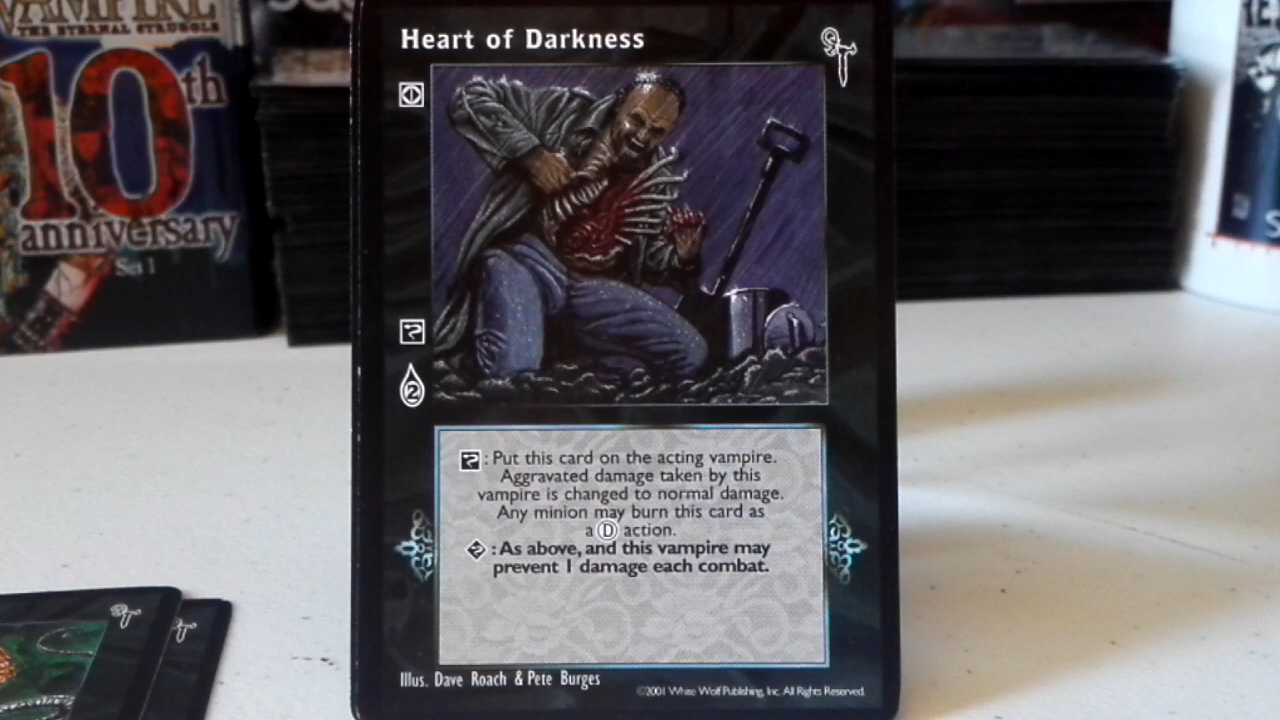 VAMPIRE
THE ETERNAL STRUGGLE
10th
anniversary
Set 1
Heart of Darkness
2
: Put this card on the acting vampire.
Aggravated damage taken by this
vampire is changed to normal damage.
Any minion may burn this card as
a D action.
: As above, and this vampire may
prevent 1 damage each combat.
Illus. Dave Roach & Pete Burges
©2001 White Wolf Publishing, Inc. All Rights Reserved.